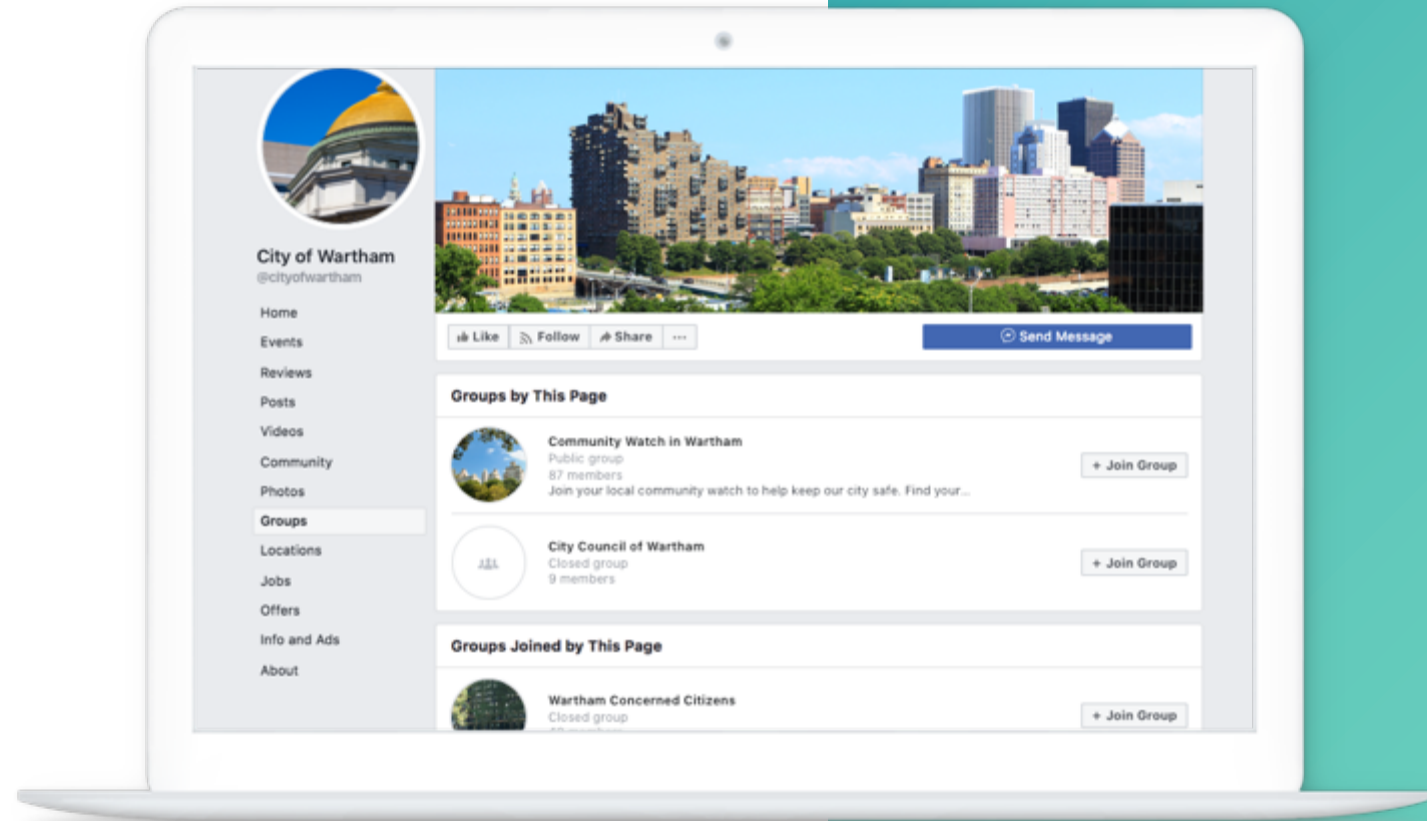 City of Wartham
@cityofwartham
Home
Events
Reviews
Posts
Videos
Community
Photos
Groups
Locations
Jobs
Offers
Info and Ads
About
Like Follow Share ...
Send Message
Groups by This Page
Community Watch in Wartham
Public group
87 members
Join your local community watch to help keep our city safe. Find your...
+ Join Group
City Council of Wartham
Closed group
9 members
+ Join Group
Groups Joined by This Page
Wartham Concerned Citizens
Closed group
+ Join Group